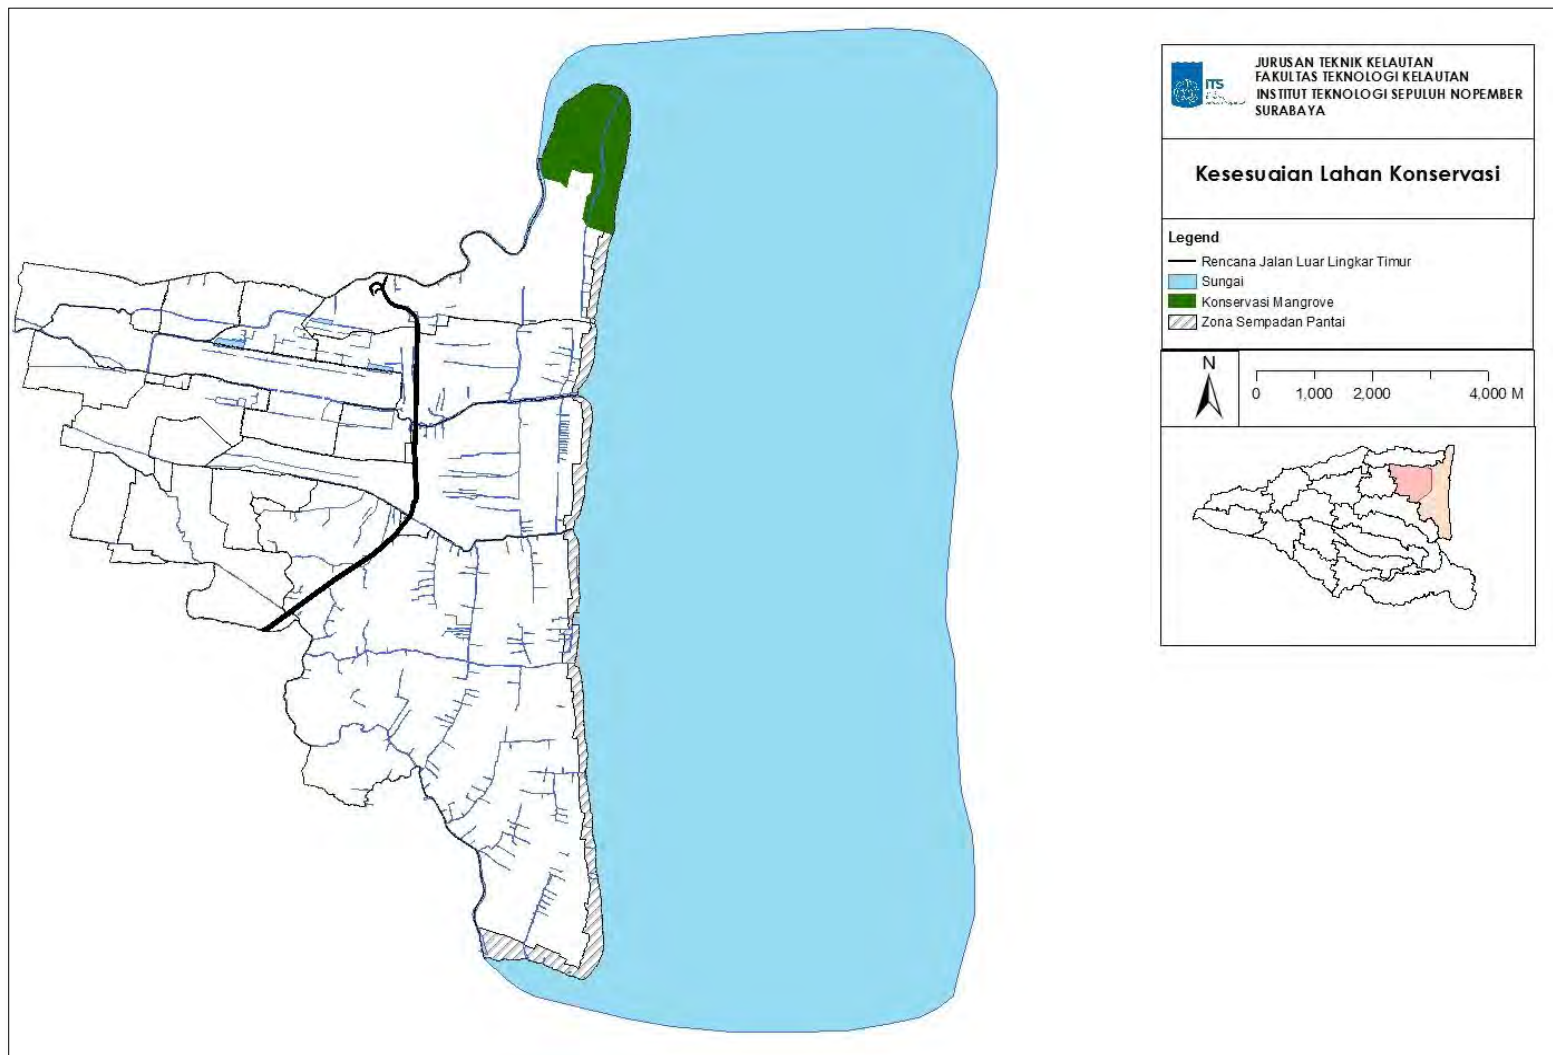 ITS
JURUSAN TEKNIK KELAUTAN
FAKULTAS TEKNOLOGI KELAUTAN
INSTITUT TEKNOLOGI SEPULUH NOPEMBER
SURABAYA
Kesesuaian Lahan Konservasi
Legend
Rencana Jalan Luar Lingkar Timur
Sungai
Konservasi Mangrove
Zona Sempadan Pantai
N
0 1,000 2,000 4,000 M